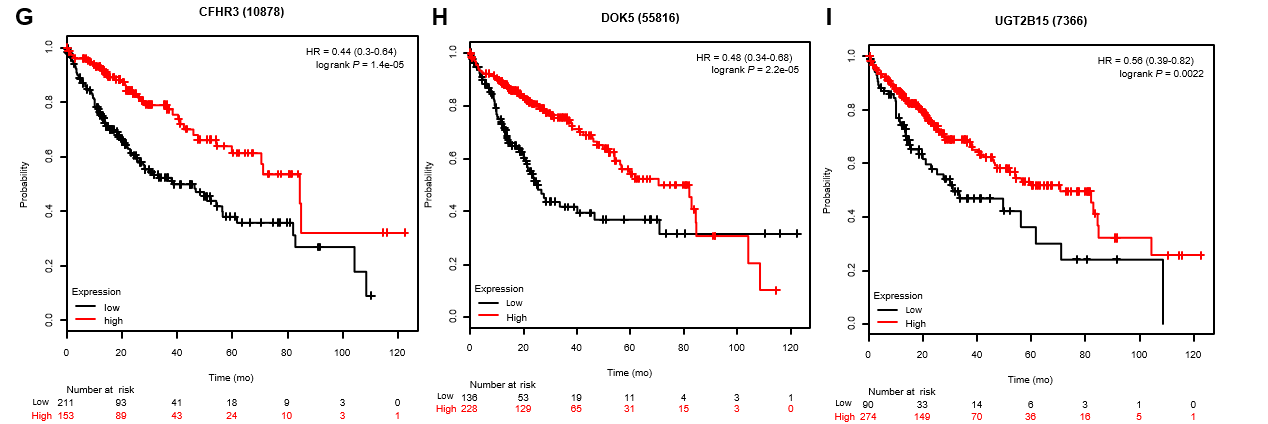 G
CFHR3 (10878)
HR = 0.44 (0.3-0.64)
logrank P = 1.4e-05
Probability
1.0
0.8
0.6
0.4
0.2
0.0
Expression
low
high
0 20 40 60 80 100 120
Time (mo)
Number at risk
Low 211 93 41 18 9 3 0
High 153 89 43 24 10 3 1
H
DOK5 (55816)
HR = 0.48 (0.34-0.68)
logrank P = 2.2e-05
Probability
1.0
0.8
0.6
0.4
0.2
0.0
Expression
Low
High
0 20 40 60 80 100 120
Time (mo)
Number at risk
Low 136 53 19 11 4 3 1
High 228 129 65 31 15 3 0
I
UGT2B15 (7366)
HR = 0.56 (0.39-0.82)
logrank P = 0.0022
Probability
1.0
0.8
0.6
0.4
0.2
0.0
Expression
Low
High
0 20 40 60 80 100 120
Time (mo)
Number at risk
Low 90 33 14 6 3 1 0
High 274 149 70 36 16 5 1